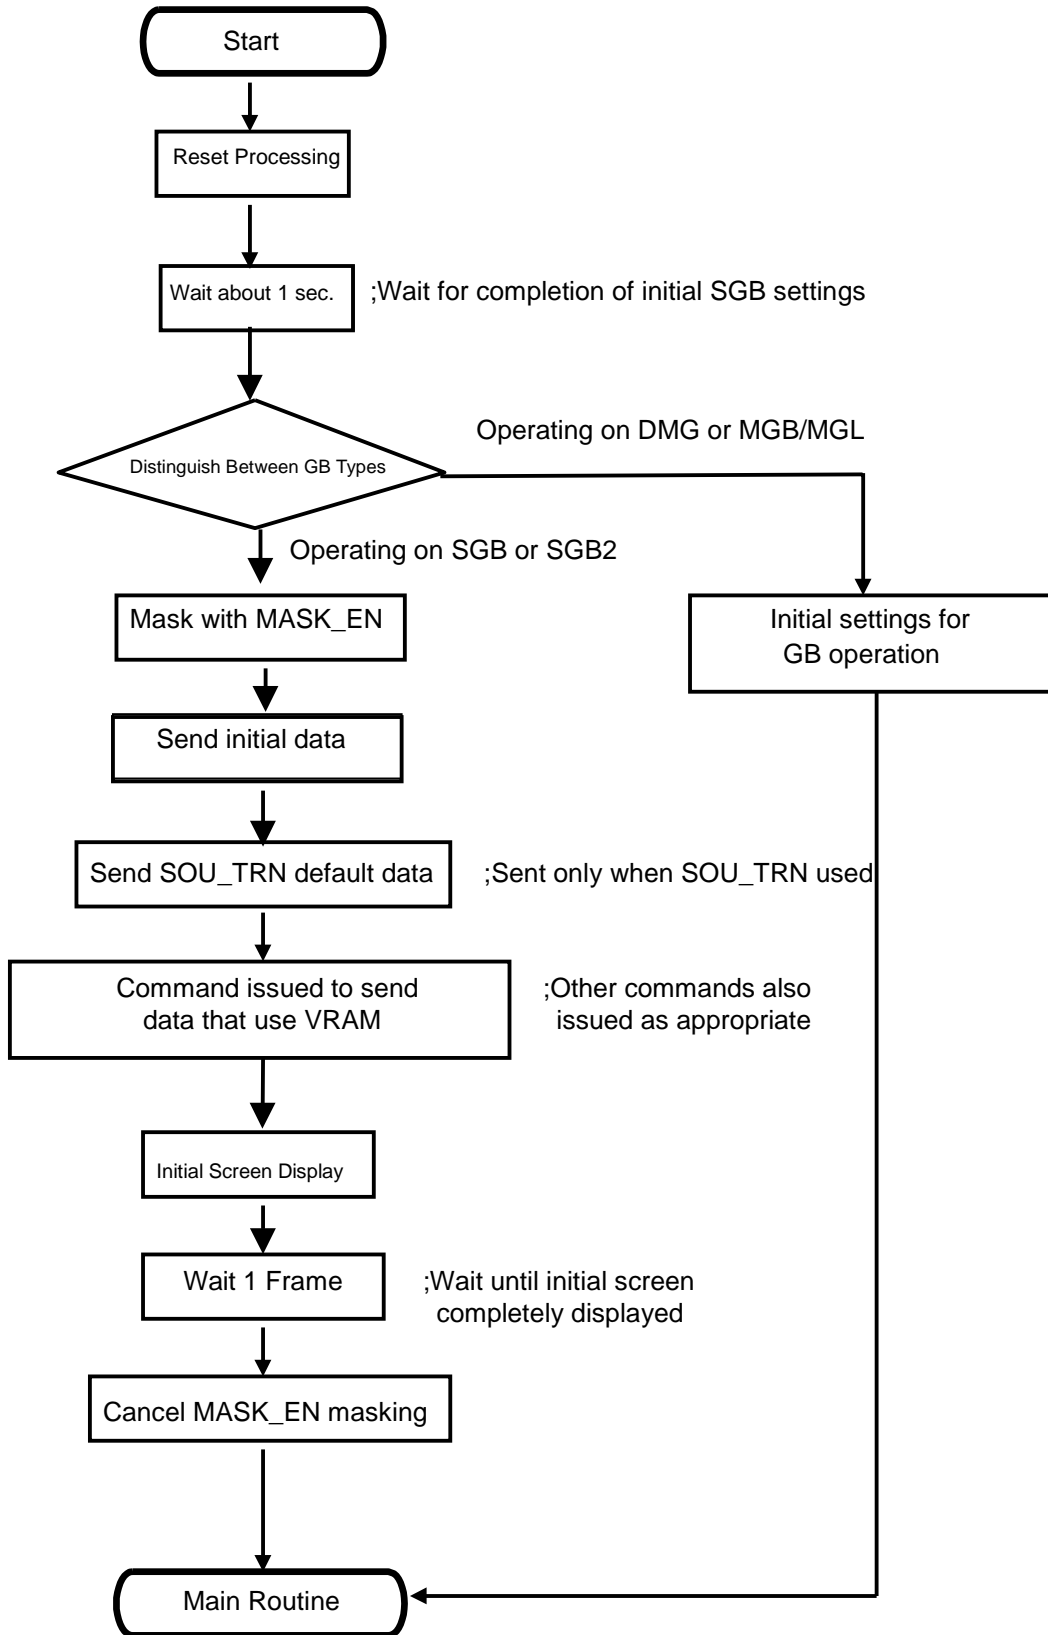 Start
Reset Processing
Wait about 1 sec.
;Wait for completion of initial SGB settings
Operating on DMG or MGB/MGL
Distinguish Between GB Types
Operating on SGB or SGB2
Mask with MASK_EN
Initial settings for
GB operation
Send initial data
Send SOU_TRN default data
;Sent only when SOU_TRN used
Command issued to send
data that use VRAM
;Other commands also
issued as appropriate
Initial Screen Display
Wait 1 Frame
;Wait until initial screen
completely displayed
Cancel MASK_EN masking
Main Routine